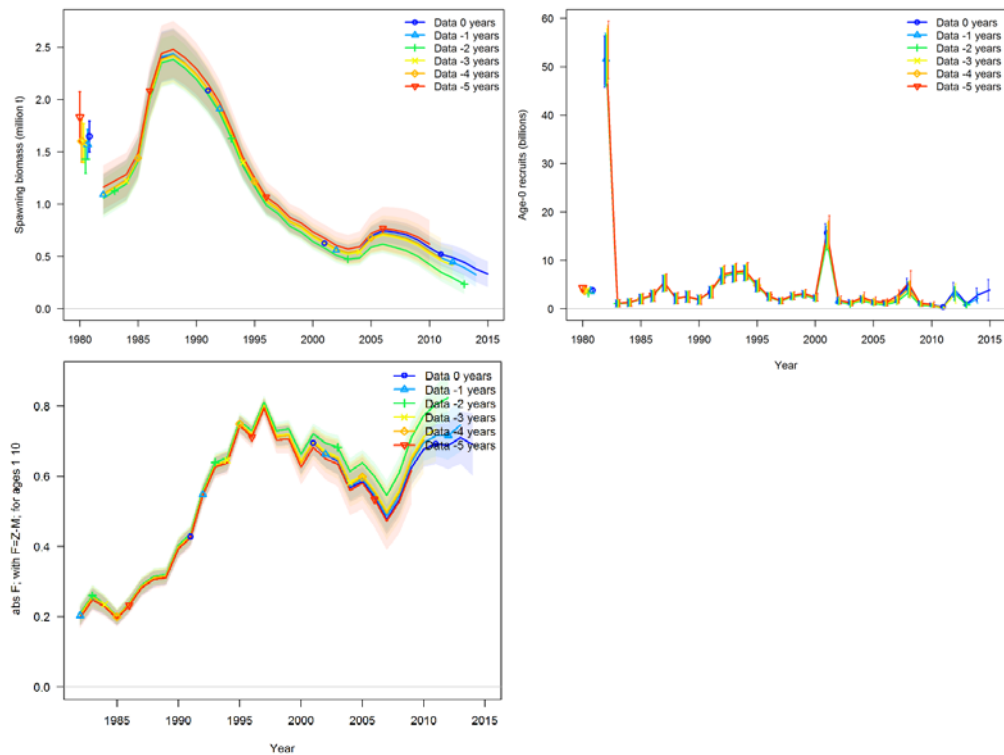 Spawning biomass (million t)
2.5
2.0
1.5
1.0
0.5
0.0
Data 0 years
Data -1 years
Data -2 years
Data -3 years
Data -4 years
Data -5 years
1980 1985 1990 1995 2000 2005 2010 2015
Age-0 recruits (billions)
60
50
40
30
20
10
0
Data 0 years
Data -1 years
Data -2 years
Data -3 years
Data -4 years
Data -5 years
1980 1985 1990 1995 2000 2005 2010 2015
Year
abs F; with F=Z-M; for ages 1 10
0.8
0.6
0.4
0.2
0.0
Data 0 years
Data -1 years
Data -2 years
Data -3 years
Data -4 years
Data -5 years
1985 1990 1995 2000 2005 2010 2015
Year